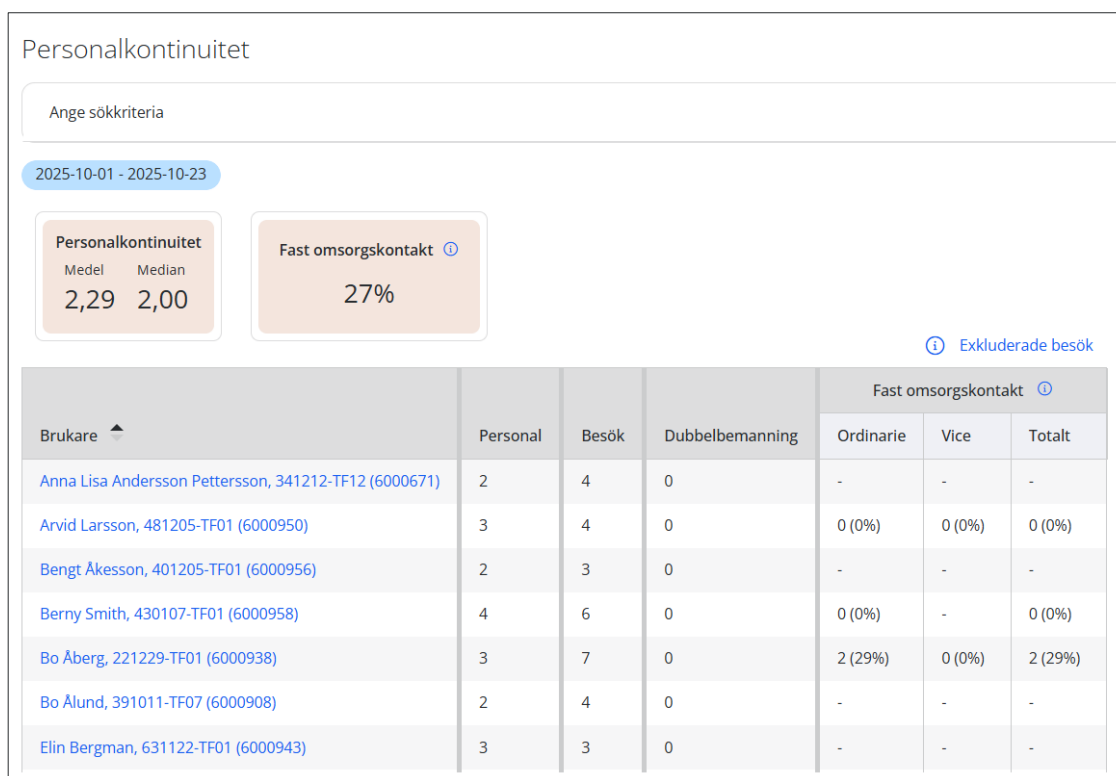 Personalkontinuitet
Ange sökkriteria
2025-10-01 - 2025-10-23
Personalkontinuitet
Medel Median
2,29 2,00
Fast omsorgskontakt
27%
Exkluderade besök
Fast omsorgskontakt
Brukare Personal Besök Dubbelbemanning Ordinarie Vice Totalt
Anna Lisa Andersson Pettersson, 341212-TF12 (6000671) 2 4 0 - - -
Arvid Larsson, 481205-TF01 (6000950) 3 4 0 0 (0%) 0 (0%) 0 (0%)
Bengt Åkesson, 401205-TF01 (6000956) 2 3 0 - - -
Berny Smith, 430107-TF01 (6000958) 4 6 0 0 (0%) - 0 (0%)
Bo Åberg, 221229-TF01 (6000938) 3 7 0 2 (29%) 0 (0%) 2 (29%)
Bo Ålund, 391011-TF07 (6000908) 2 4 0 - - -
Elin Bergman, 631122-TF01 (6000943) 3 3 0 - - -